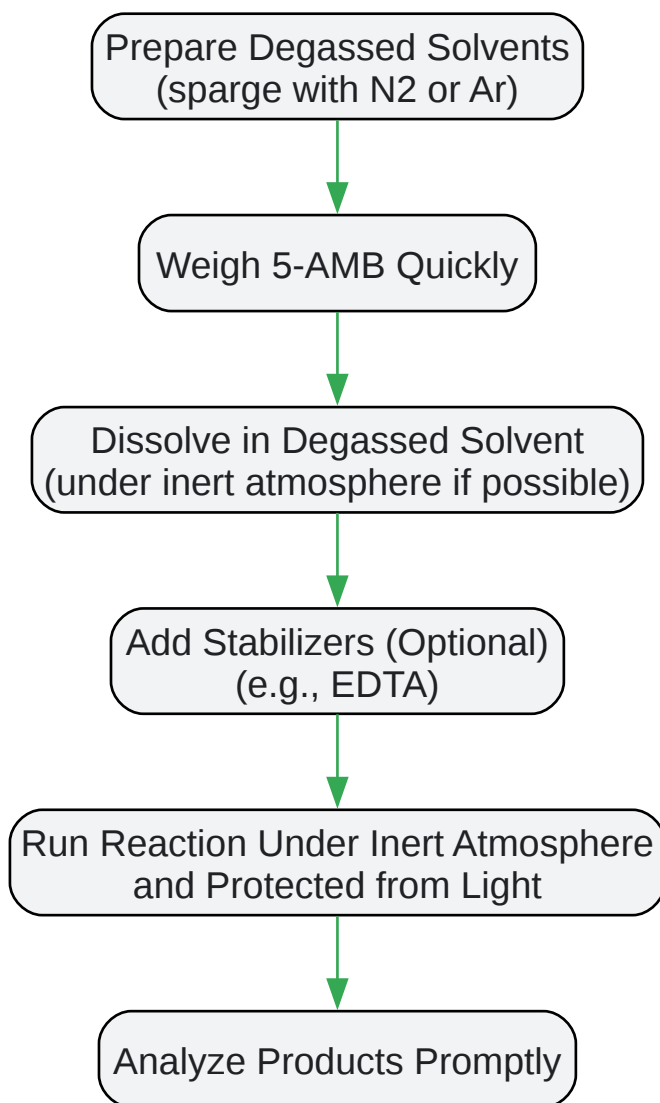 Prepare Degassed Solvents
(sparge with N2 or Ar)
Weigh 5-AMB Quickly
Dissolve in Degassed Solvent
(under inert atmosphere if possible)
Add Stabilizers (Optional)
(e.g., EDTA)
Run Reaction Under Inert Atmosphere
and Protected from Light
Analyze Products Promptly